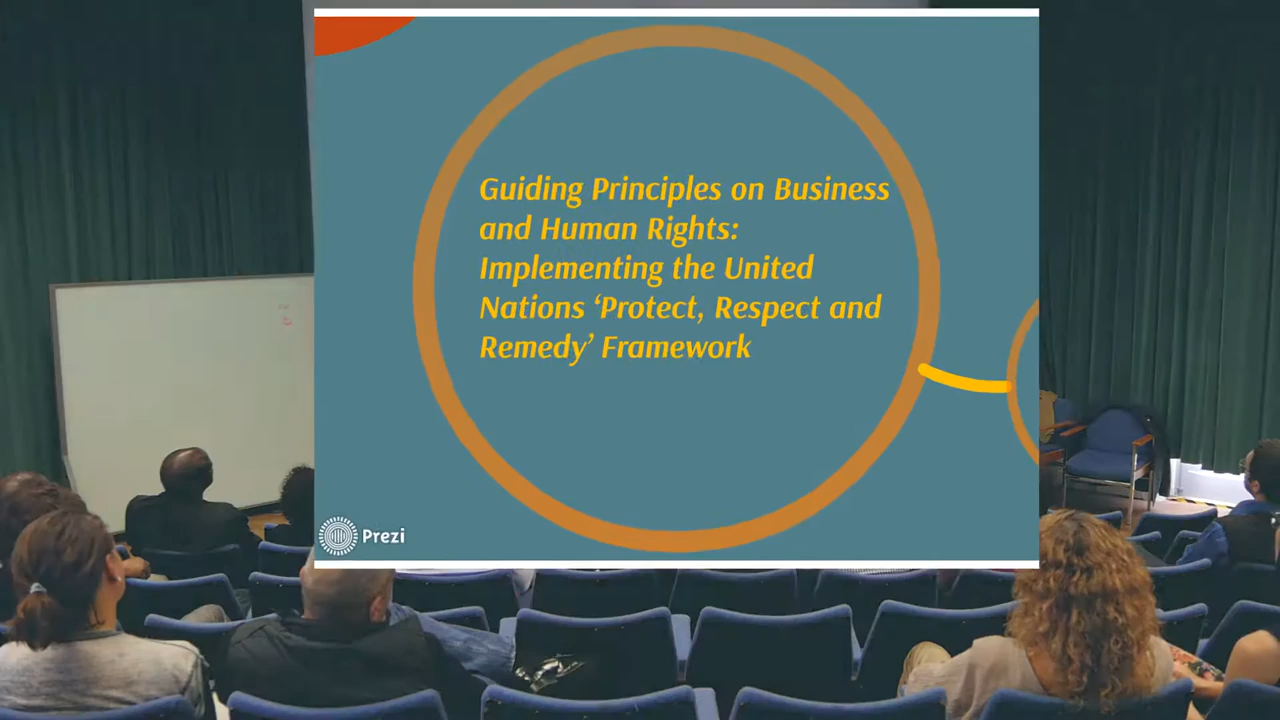 Guiding Principles on Business
and Human Rights:
Implementing the United
Nations ‘Protect, Respect and
Remedy’ Framework
Prezi